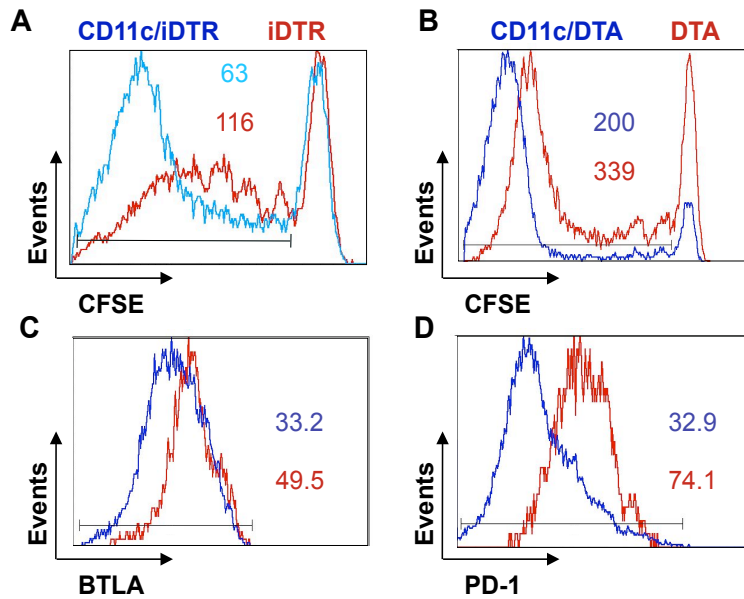 A
CD11c/iDTR iDTR
63
116
Events
CFSE
B
CD11c/DTA DTA
200
339
Events
CFSE
C
33.2
49.5
Events
BTLA
D
32.9
74.1
Events
PD-1